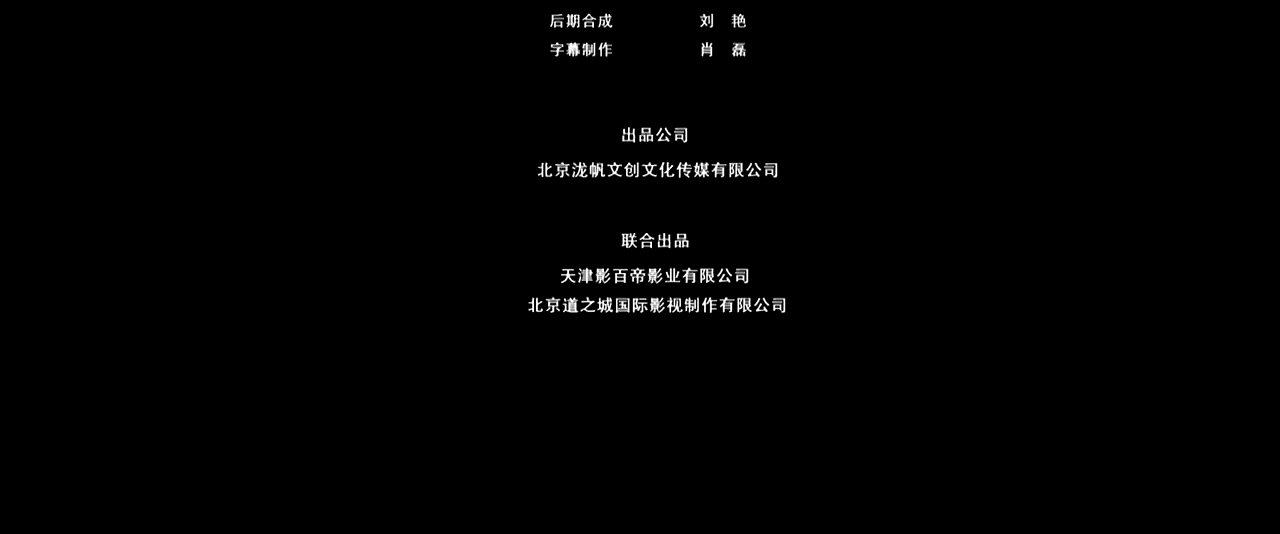 后期合成 刘 艳
字幕制作 肖 磊
出品公司
北京泷帆文创文化传媒有限公司
联合出品
天津影百帝影业有限公司
北京道之城国际影视制作有限公司